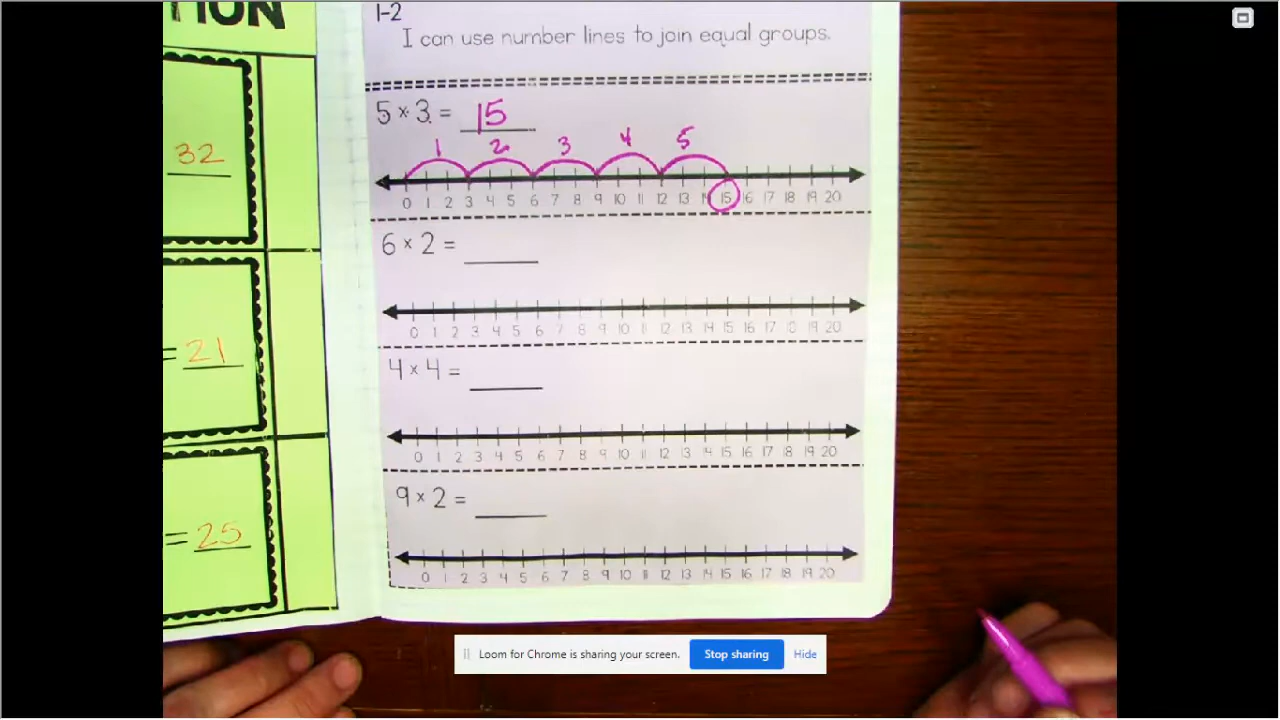 TION
32
= 21
= 25
1-2
I can use number lines to join equal groups.
5 × 3 = 15
1 2 3 4 5
0 1 2 3 4 5 6 7 8 9 10 11 12 13 14 15 16 17 18 19 20
6 × 2 =
0 1 2 3 4 5 6 7 8 9 10 11 12 13 14 15 16 17 18 19 20
4 × 4 =
0 1 2 3 4 5 6 7 8 9 10 11 12 13 14 15 16 17 18 19 20
9 × 2 =
0 1 2 3 4 5 6 7 8 9 10 11 12 13 14 15 16 17 18 19 20
Loom for Chrome is sharing your screen. Stop sharing Hide